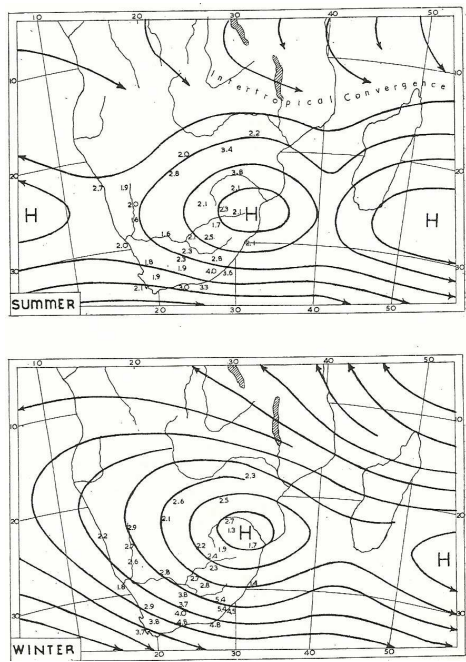 20 30 40 50
10 10
Intertropical Convergence
2.2
2.0 3.4
2.8 3.8
20 2.7 1.9 2.1 20
2.0 2.1
H 1.6 2.1 H H
1.7
1.6 2.5
2.0 2.1
2.3
1.8 2.3 2.8
30 1.9 4.0 3.6 30
1.9
2.1 3.0 3.3
SUMMER 20 30 40 50
10 20 30 50
10 10
2.3
2.6 2.5
20 2.9 2.1 2.7 20
2.2 1.3 H
2.2 1.9 1.7 H
2.6 2.4
2.8 2.3
1.8 2.8
3.8
2.9 3.7 5.4
30 4.0 30
3.8 4.8 4.8
3.7
WINTER 20 30 40 50